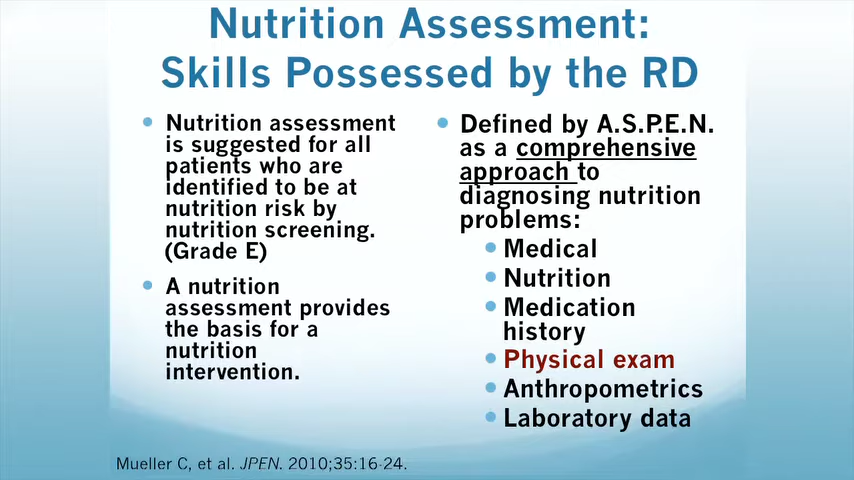 Nutrition Assessment:
Skills Possessed by the RD
• Nutrition assessment
is suggested for all
patients who are
identified to be at
nutrition risk by
nutrition screening.
(Grade E)
• A nutrition
assessment provides
the basis for a
nutrition
intervention.
• Defined by A.S.P.E.N.
as a comprehensive
approach to
diagnosing nutrition
problems:
• Medical
• Nutrition
• Medication
history
• Physical exam
• Anthropometrics
• Laboratory data
Mueller C, et al. JPEN. 2010;35:16-24.